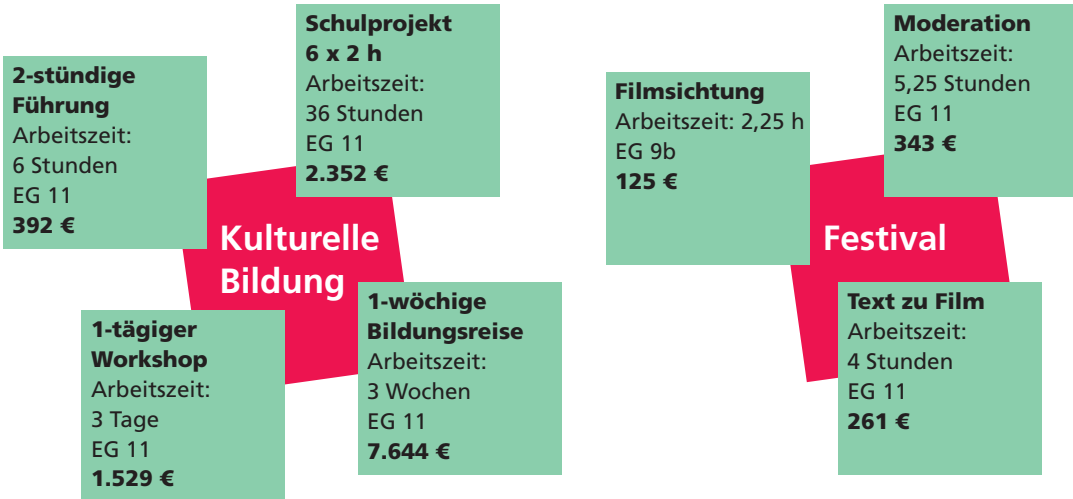 2-stündige
Führung
Arbeitszeit:
6 Stunden
EG 11
392 €
Schulprojekt
6 x 2 h
Arbeitszeit:
36 Stunden
EG 11
2.352 €
Kulturelle
Bildung
1-tägiger
Workshop
Arbeitszeit:
3 Tage
EG 11
1.529 €
1-wöchige
Bildungsreise
Arbeitszeit:
3 Wochen
EG 11
7.644 €
Filmsichtung
Arbeitszeit: 2,25 h
EG 9b
125 €
Moderation
Arbeitszeit:
5,25 Stunden
EG 11
343 €
Festival
Text zu Film
Arbeitszeit:
4 Stunden
EG 11
261 €